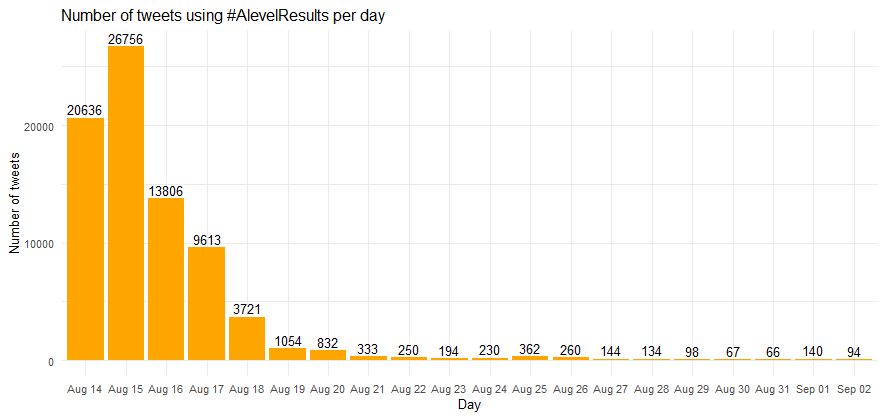 Number of tweets using #AlevelResults per day
26756
20636
20000
13806
9613
10000
3721
1054 832 333 250 194 230 362 260 144 134 98 67 66 140 94
0
Number of tweets
Aug 14 Aug 15 Aug 16 Aug 17 Aug 18 Aug 19 Aug 20 Aug 21 Aug 22 Aug 23 Aug 24 Aug 25 Aug 26 Aug 27 Aug 28 Aug 29 Aug 30 Aug 31 Sep 01 Sep 02
Day